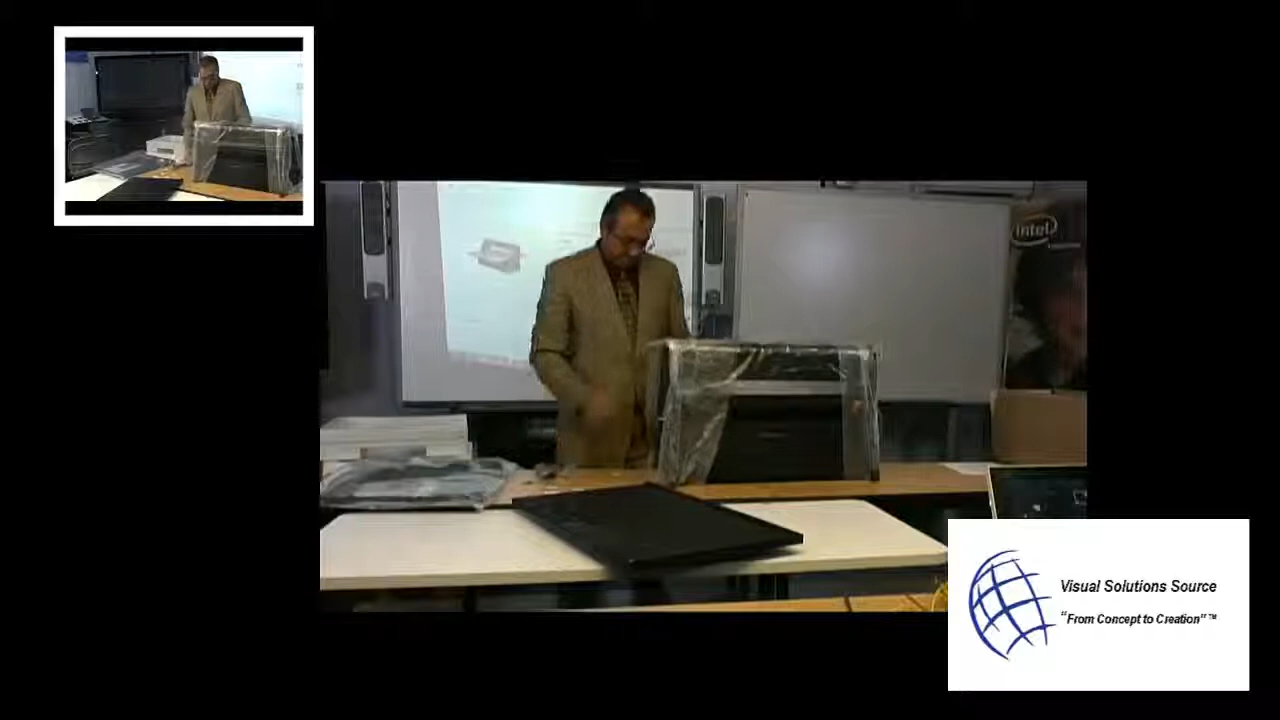 intel
Visual Solutions Source
"From Concept to Creation"™